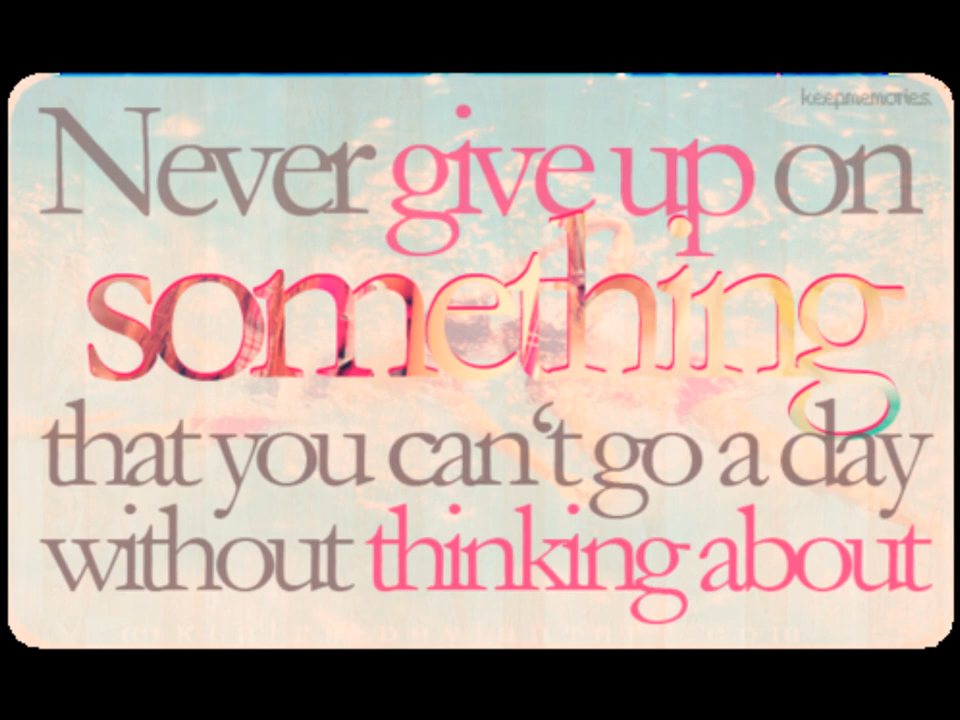 keepmemories.
Never give up on
something
that you can‘t go a day
without thinking about